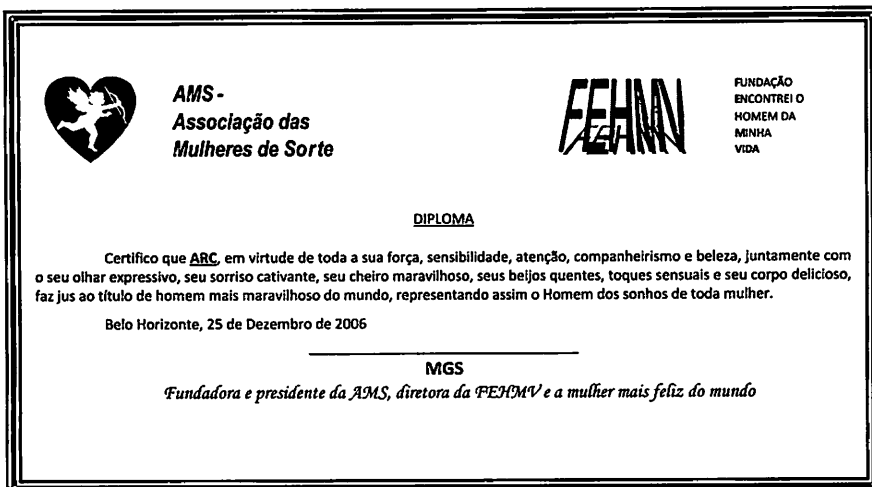 AMS -
Associação das
Mulheres de Sorte
FEHMV
FUNDAÇÃO
ENCONTREI O
HOMEM DA
MINHA
VIDA
DIPLOMA
Certifico que ARC, em virtude de toda a sua força, sensibilidade, atenção, companheirismo e beleza, juntamente com
o seu olhar expressivo, seu sorriso cativante, seu cheiro maravilhoso, seus beijos quentes, toques sensuais e seu corpo delicioso,
faz jus ao título de homem mais maravilhoso do mundo, representando assim o Homem dos sonhos de toda mulher.
Belo Horizonte, 25 de Dezembro de 2006
MGS
Fundadora e presidente da AMS, diretora da FEHMV e a mulher mais feliz do mundo